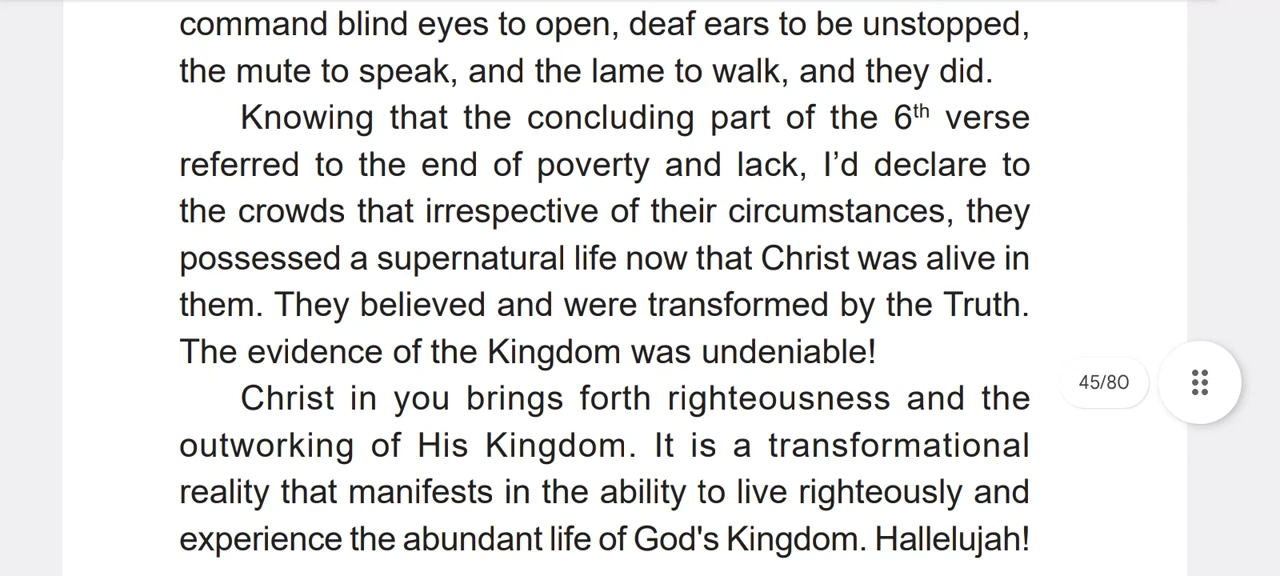 command blind eyes to open, deaf ears to be unstopped,
the mute to speak, and the lame to walk, and they did.
Knowing that the concluding part of the 6th verse
referred to the end of poverty and lack, I’d declare to
the crowds that irrespective of their circumstances, they
possessed a supernatural life now that Christ was alive in
them. They believed and were transformed by the Truth.
The evidence of the Kingdom was undeniable!
Christ in you brings forth righteousness and the
outworking of His Kingdom. It is a transformational
reality that manifests in the ability to live righteously and
experience the abundant life of God's Kingdom. Hallelujah!
45/80